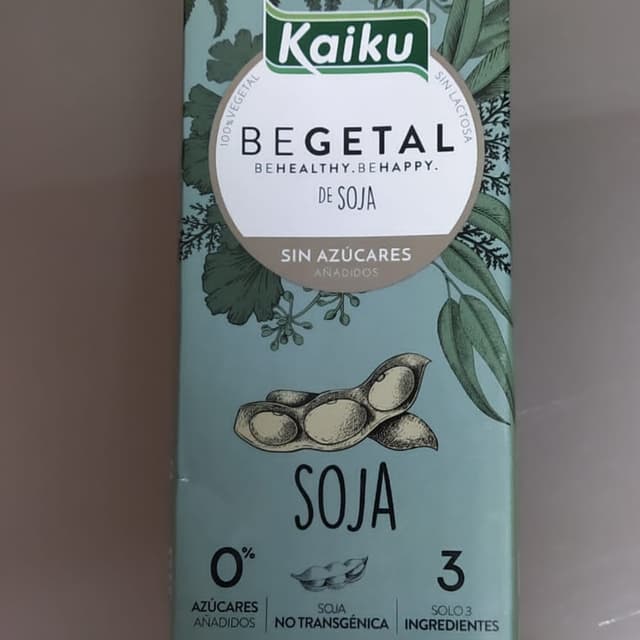 Kaiku
100% VEGETAL
SIN LACTOSA
BEGETAL
BEHEALTHY.BEHAPPY.
DE SOJA
SIN AZÚCARES
AÑADIDOS
SOJA
0%
AZÚCARES
AÑADIDOS
SOJA
NO TRANSGÉNICA
3
SOLO 3
INGREDIENTES